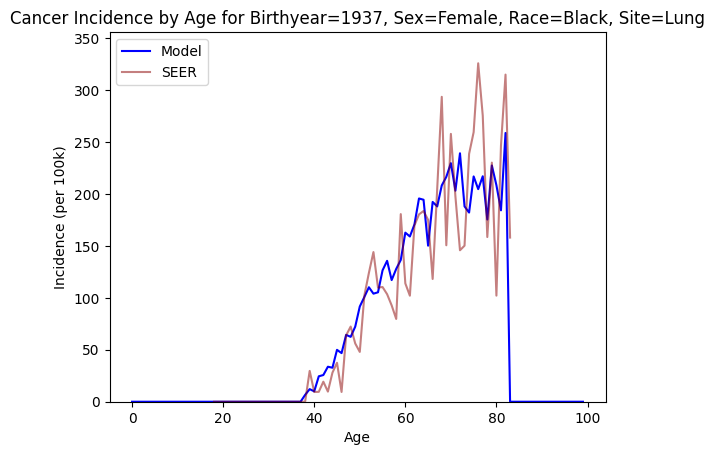 Cancer Incidence by Age for Birthyear=1937, Sex=Female, Race=Black, Site=Lung
350
300
250
200
150
100
50
0
Incidence (per 100k)
Model
SEER
0 20 40 60 80 100
Age